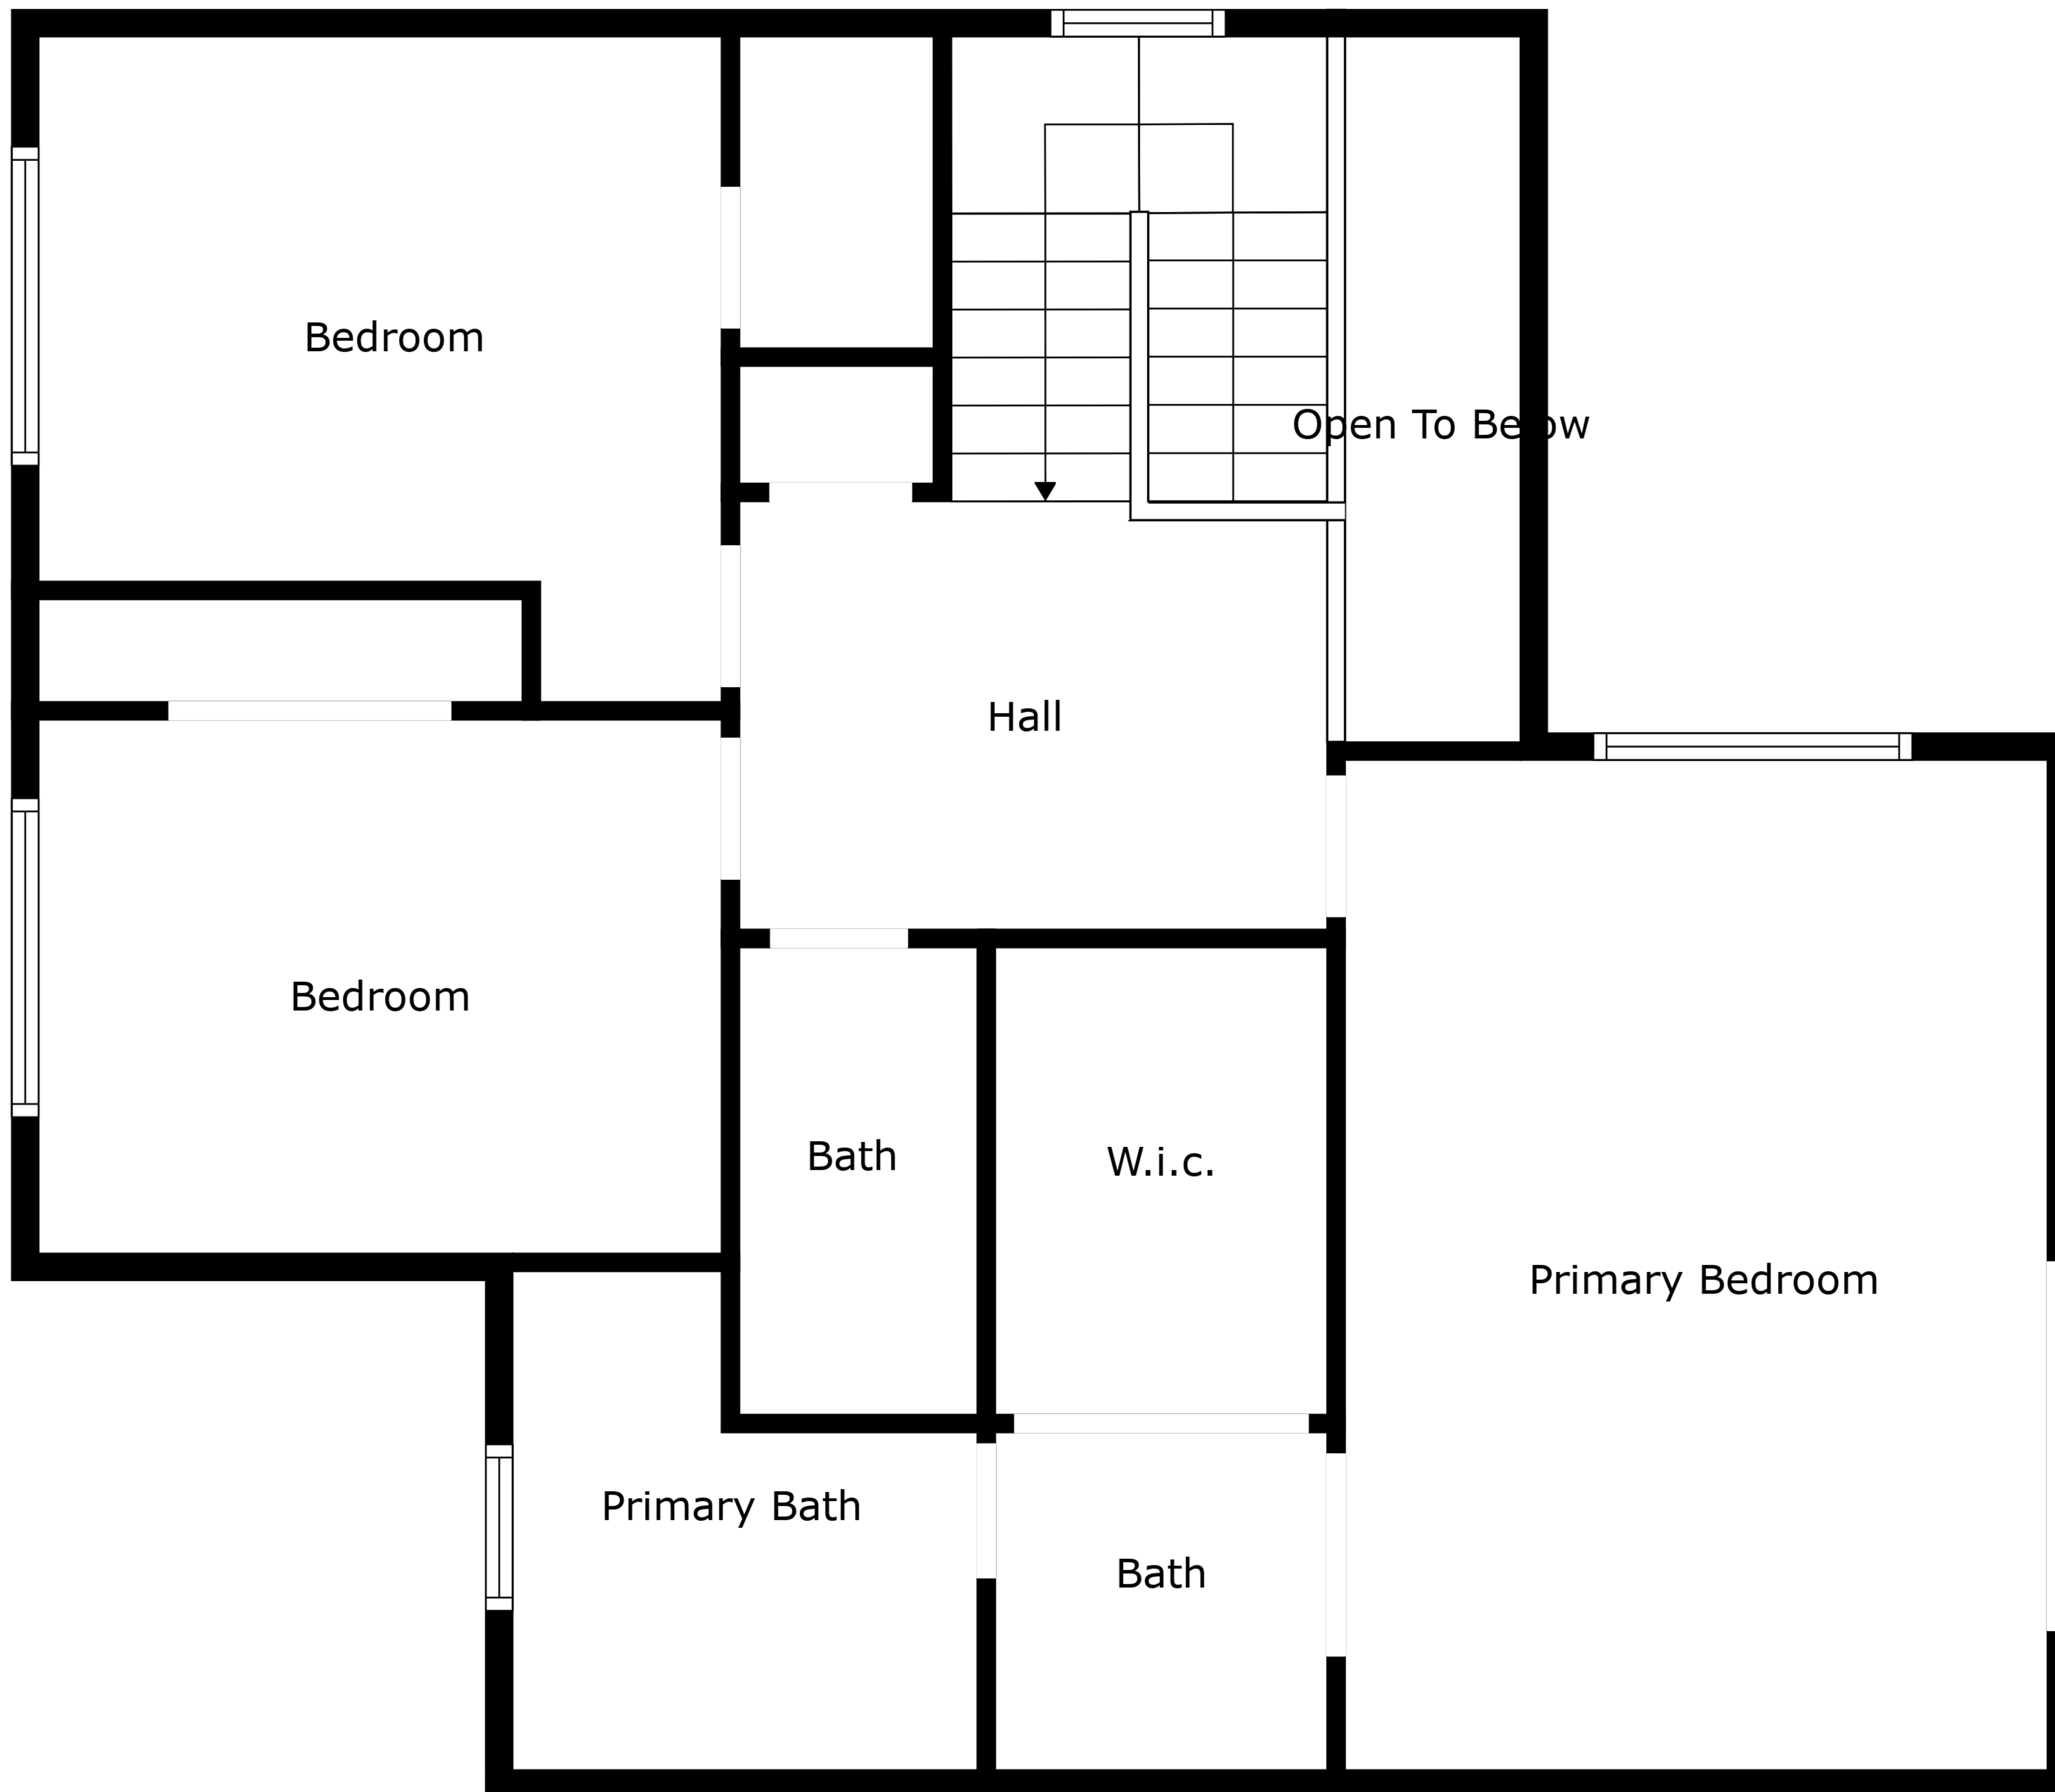 Bedroom
Open To Below
Hall
Bedroom
Bath
W.i.c.
Primary Bedroom
Primary Bath
Bath